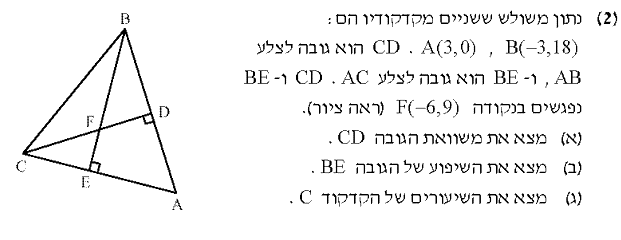 (2) נתון משולש ששניים מקדקודיו הם:
A(3,0) , B(−3,18) . CD הוא גובה לצלע
AB , ו- BE הוא גובה לצלע AC . CD ו- BE
נפגשים בנקודה F(−6,9) (ראה ציור).
(א) מצא את משוואת הגובה CD .
(ב) מצא את השיפוע של הגובה BE .
(ג) מצא את השיעורים של הקדקוד C .
B
F
D
C
E
A